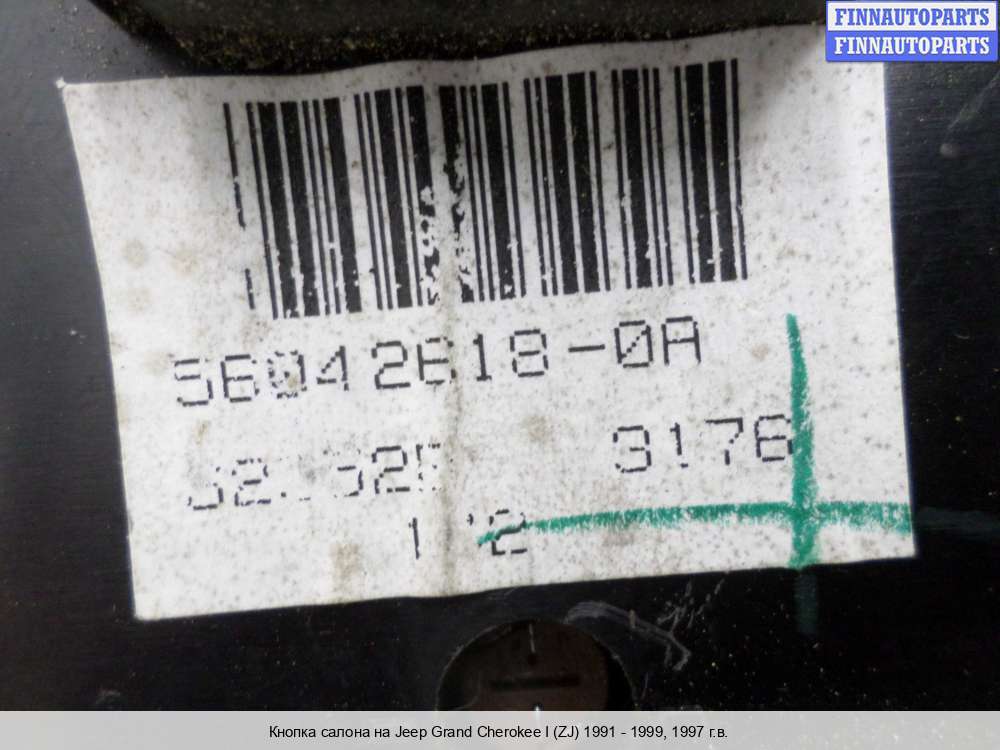 FINNAUTOPARTS
FINNAUTOPARTS
56042618-0A
3176
Кнопка салона на Jeep Grand Cherokee I (ZJ) 1991 - 1999, 1997 г.в.